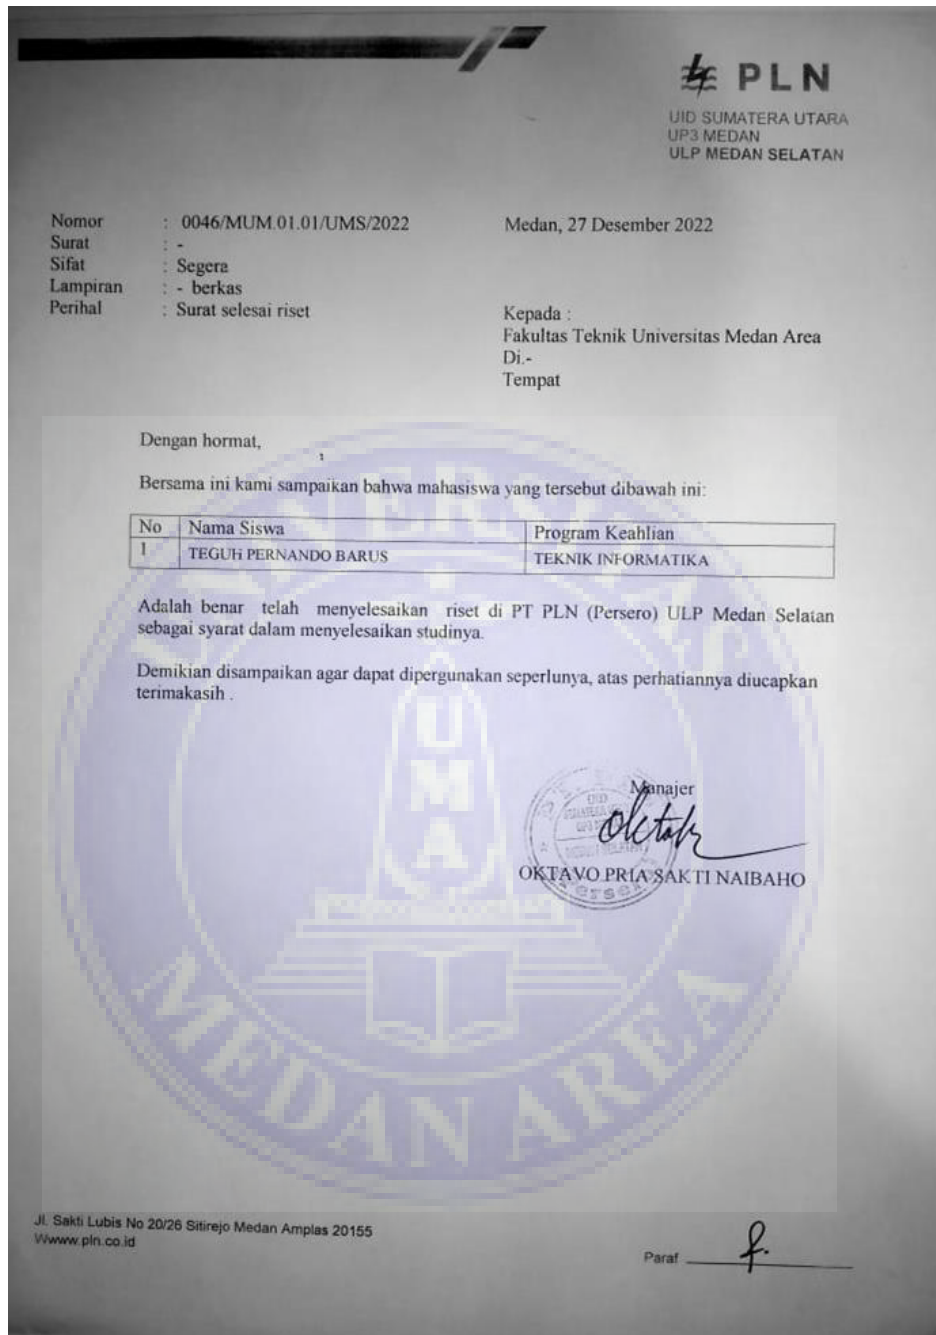 PLN
UID SUMATERA UTARA
UP3 MEDAN
ULP MEDAN SELATAN
Nomor : 0046/MUM.01.01/UMS/2022
Medan, 27 Desember 2022
Surat : -
Sifat : Segera
Lampiran : - berkas
Perihal : Surat selesai riset
Kepada :
Fakultas Teknik Universitas Medan Area
Di.-
Tempat
Dengan hormat,
Bersama ini kami sampaikan bahwa mahasiswa yang tersebut dibawah ini:
No Nama Siswa Program Keahlian
1 TEGUH PERNANDO BARUS TEKNIK INFORMATIKA
Adalah benar telah menyelesaikan riset di PT PLN (Persero) ULP Medan Selatan
sebagai syarat dalam menyelesaikan studinya.
Demikian disampaikan agar dapat dipergunakan seperlunya, atas perhatiannya diucapkan
terimakasih .
Manajer
OKTAVO PRIA SAKTI NAIBAHO
UNIVERSITAS
UMA
MEDAN AREA
Jl. Sakti Lubis No 20/26 Sitirejo Medan Amplas 20155
Wwww.pln.co.id
Paraf